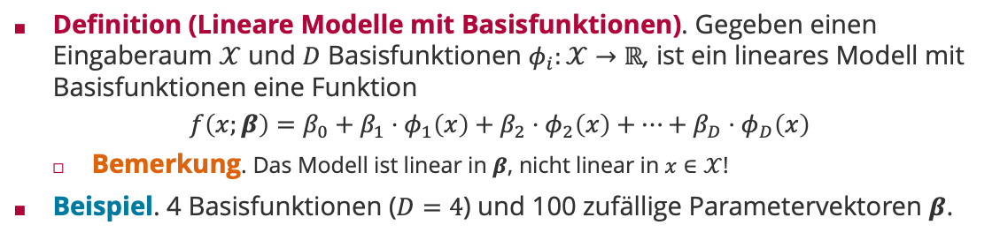 ▪ Definition (Lineare Modelle mit Basisfunktionen). Gegeben einen
Eingaberaum 𝒳 und D Basisfunktionen ϕᵢ: 𝒳 → ℝ, ist ein lineares Modell mit
Basisfunktionen eine Funktion
f(x; 𝜷) = β₀ + β₁ · ϕ₁(x) + β₂ · ϕ₂(x) + ⋯ + β_D · ϕ_D(x)
□ Bemerkung. Das Modell ist linear in 𝜷, nicht linear in x ∈ 𝒳!
▪ Beispiel. 4 Basisfunktionen (D = 4) und 100 zufällige Parametervektoren 𝜷.